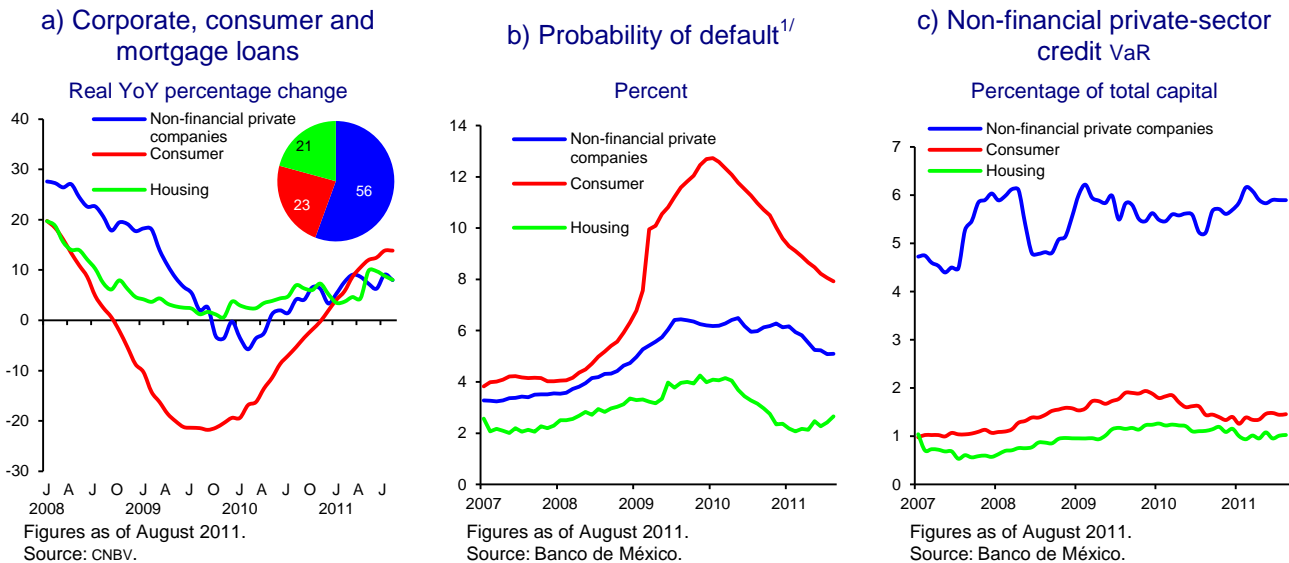 a) Corporate, consumer and
mortgage loans
Real YoY percentage change
40
30
20
10
0
-10
-20
-30
Non-financial private
companies
Consumer
Housing
21
56
23
J A J O J A J O J A J O J A J
2008 2009 2010 2011
Figures as of August 2011.
Source: CNBV.
b) Probability of default1/
Percent
14
12
10
8
6
4
2
0
Non-financial private
companies
Consumer
Housing
2007 2008 2009 2010 2011
Figures as of August 2011.
Source: Banco de México.
c) Non-financial private-sector
credit VaR
Percentage of total capital
Non-financial private companies
Consumer
Housing
7
6
5
4
3
2
1
0
2007 2008 2009 2010 2011
Figures as of August 2011.
Source: Banco de México.